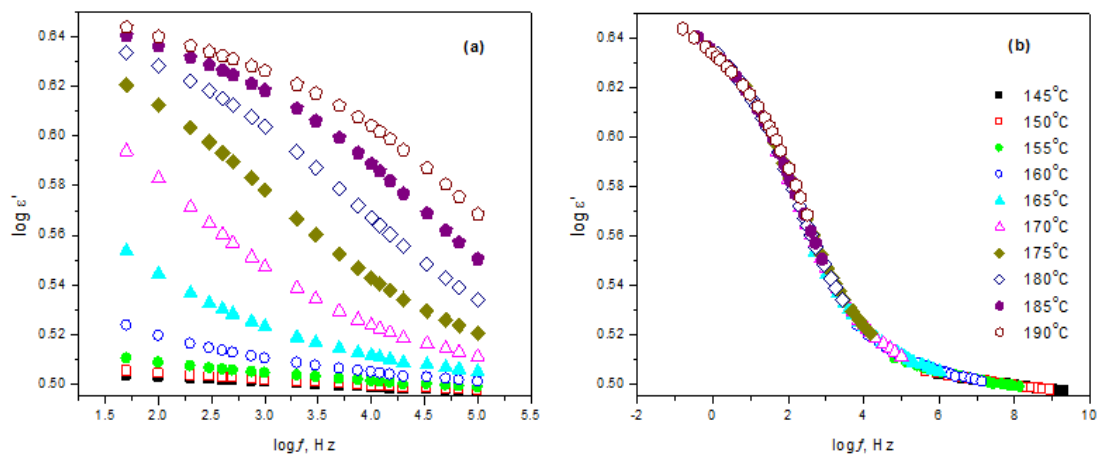 (a)
0.64
0.62
0.60
0.58
0.56
0.54
0.52
0.50
log ε'
1.5 2.0 2.5 3.0 3.5 4.0 4.5 5.0 5.5
log f, Hz
(b)
0.64
0.62
0.60
0.58
0.56
0.54
0.52
0.50
log ε'
-2 0 2 4 6 8 10
log f, Hz
145°C
150°C
155°C
160°C
165°C
170°C
175°C
180°C
185°C
190°C